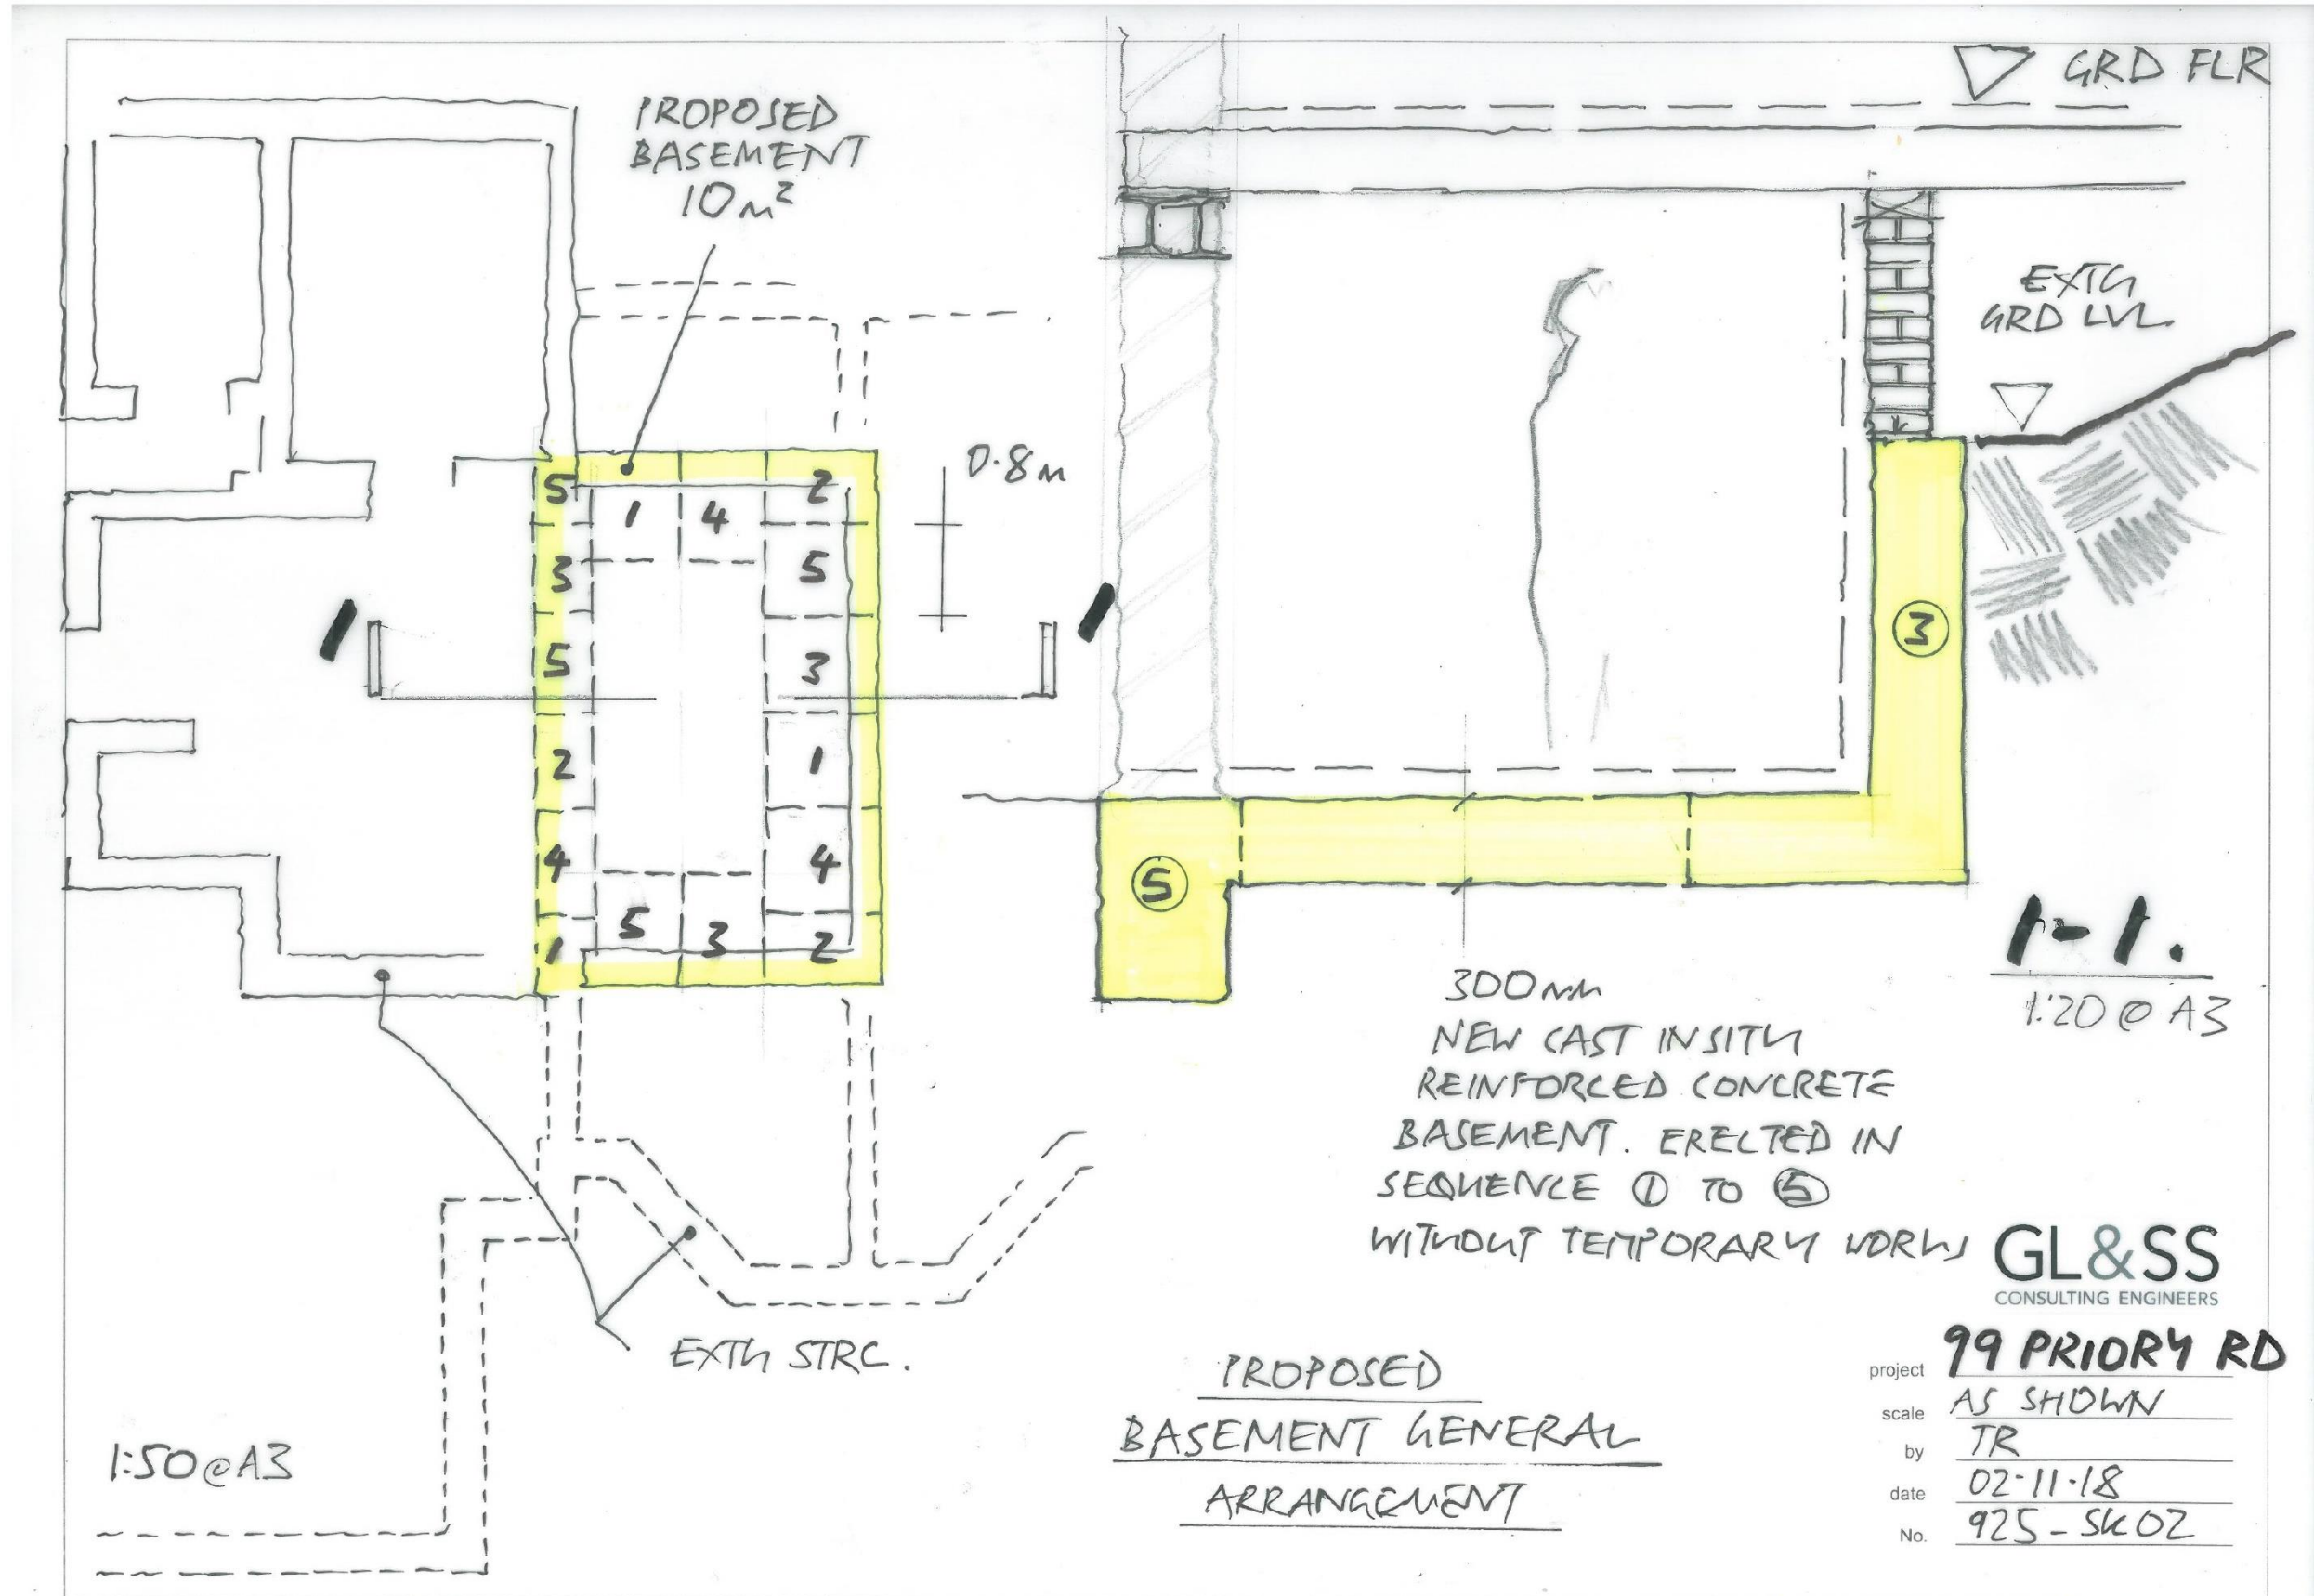 PROPOSED
BASEMENT
10m²
GRD FLR
EXTG
GRD LVL
0.8m
5
1
4
2
3
5
5
3
2
1
4
4
1
5
3
2
1
1
3
5
1-1.
1:20 @ A3
300mm
NEW CAST INSITU
REINFORCED CONCRETE
BASEMENT. ERECTED IN
SEQUENCE ① TO ⑤
WITHOUT TEMPORARY WORKS
EXTG STRC.
1:50@A3
PROPOSED
BASEMENT GENERAL
ARRANGEMENT
GL&SS
CONSULTING ENGINEERS
project 99 PRIORY RD
scale AS SHOWN
by TR
date 02-11-18
No. 925-SK02